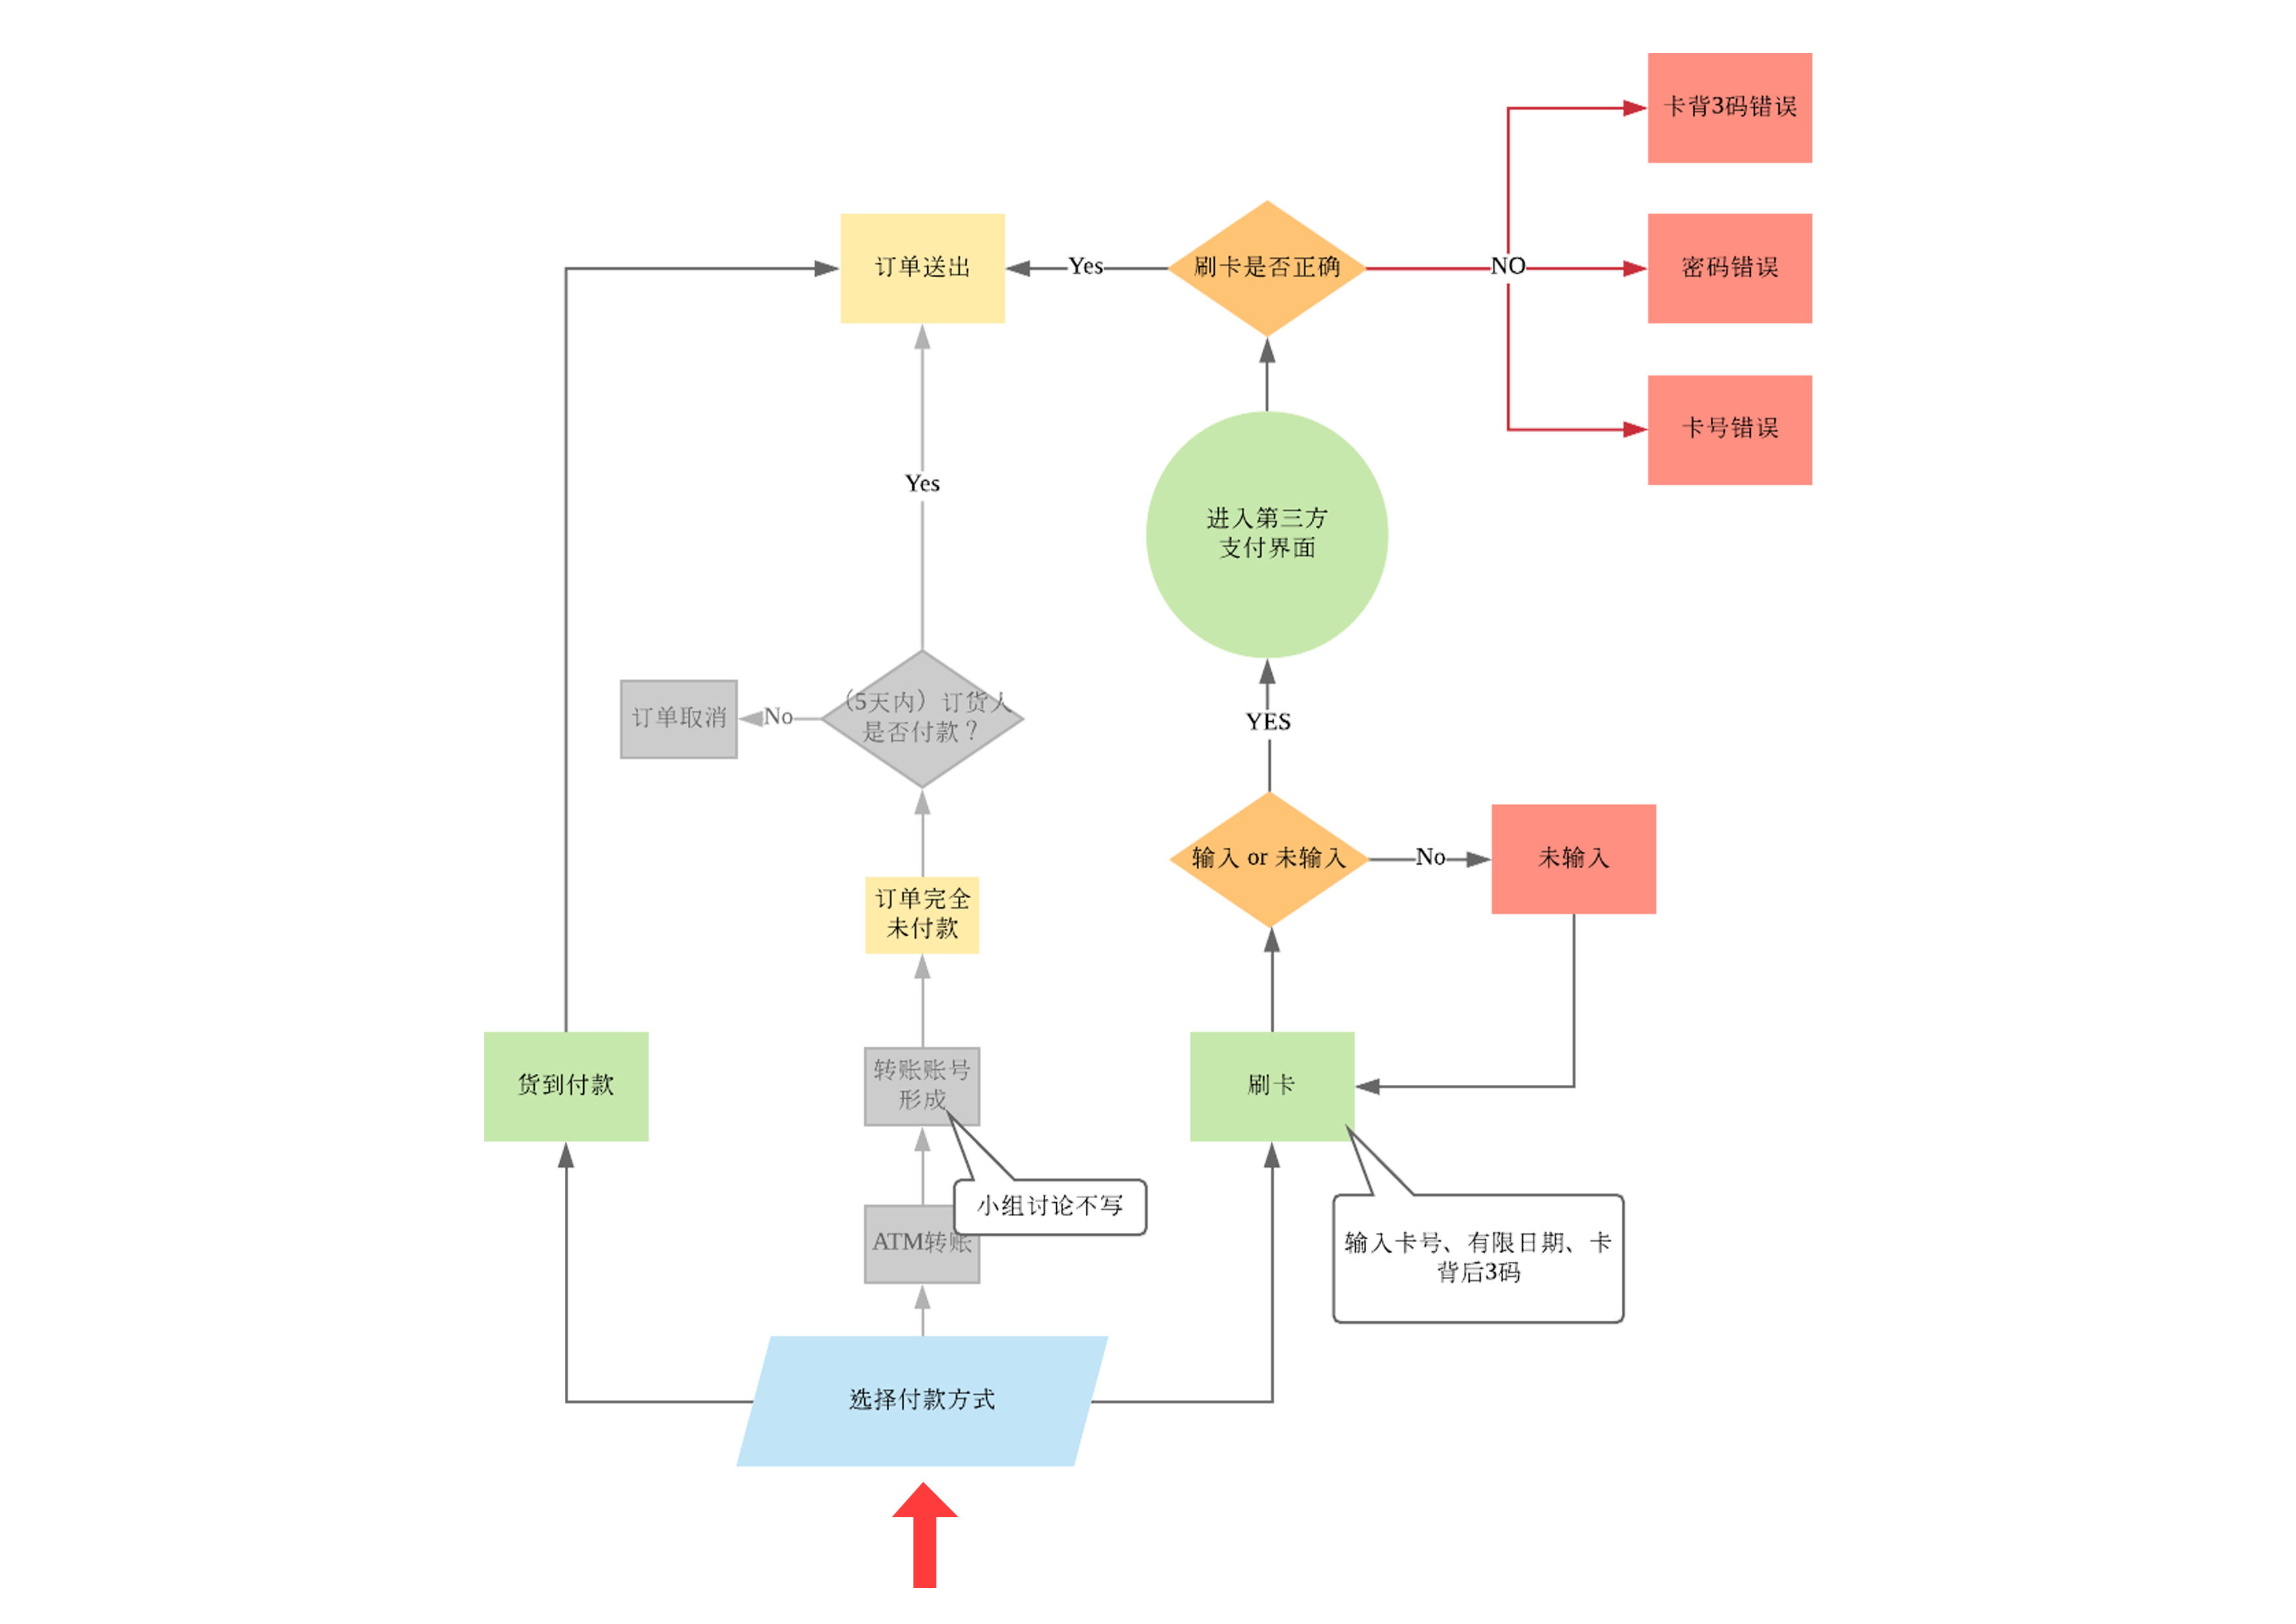 卡背3码错误
订单送出
Yes
刷卡是否正确
NO
密码错误
卡号错误
Yes
进入第三方
支付界面
订单取消
No
（5天内）订货人
是否付款？
YES
输入 or 未输入
No
未输入
订单完全
未付款
货到付款
转账账号
形成
刷卡
小组讨论不写
ATM转账
输入卡号、有限日期、卡
背后3码
选择付款方式